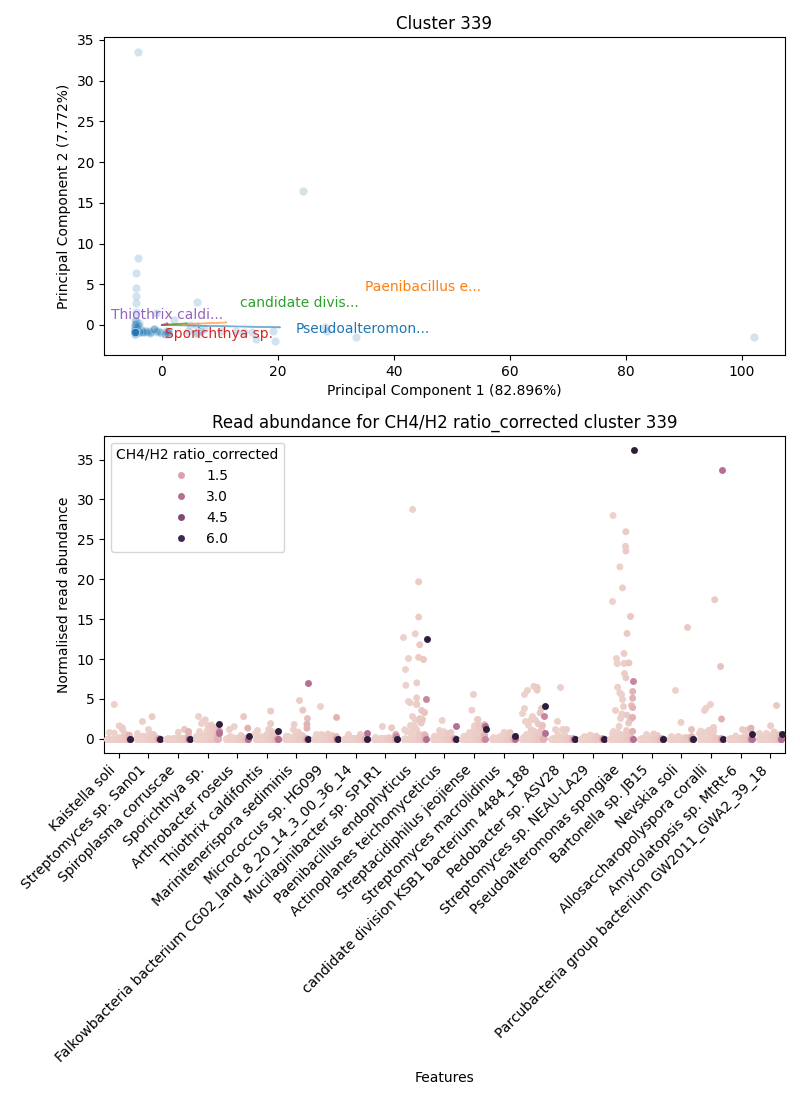 Cluster 339
Principal Component 2 (7.772%)
35
30
25
20
15
10
5
0
Paenibacillus e...
candidate divis...
Thiothrix caldi...
Pseudoalteromon...
Sporichthya sp.
0
20
40
60
80
100
Principal Component 1 (82.896%)
Read abundance for CH4/H2 ratio_corrected cluster 339
Normalised read abundance
35
30
25
20
15
10
5
0
CH4/H2 ratio_corrected
1.5
3.0
4.5
6.0
Kaistella soli
Streptomyces sp. San01
Spiroplasma corruscae
Sporichthya sp.
Arthrobacter roseus
Thiothrix caldifontis
Marinitenerispora sediminis
Micrococcus sp. HG099
Falkowbacteria bacterium CG02_land_8_20_14_3_00_36_14
Mucilaginibacter sp. SP1R1
Paenibacillus endophyticus
Actinoplanes teichomyceticus
Streptacidiphilus jeojiense
Streptomyces macrolidinus
candidate division KSB1 bacterium 4484_188
Pedobacter sp. ASV28
Streptomyces sp. NEAU-LA29
Pseudoalteromonas spongiae
Bartonella sp. JB15
Nevskia soli
Allosaccharopolyspora coralli
Amycolatopsis sp. MtRt-6
Parcubacteria group bacterium GW2011_GWA2_39_18
Features